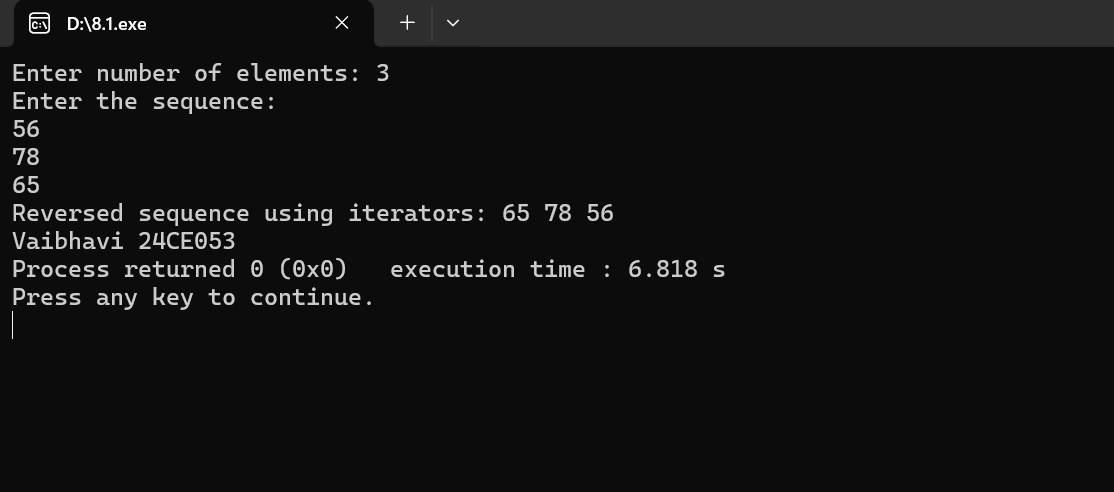 D:\8.1.exe
Enter number of elements: 3
Enter the sequence:
56
78
65
Reversed sequence using iterators: 65 78 56
Vaibhavi 24CE053
Process returned 0 (0x0)   execution time : 6.818 s
Press any key to continue.